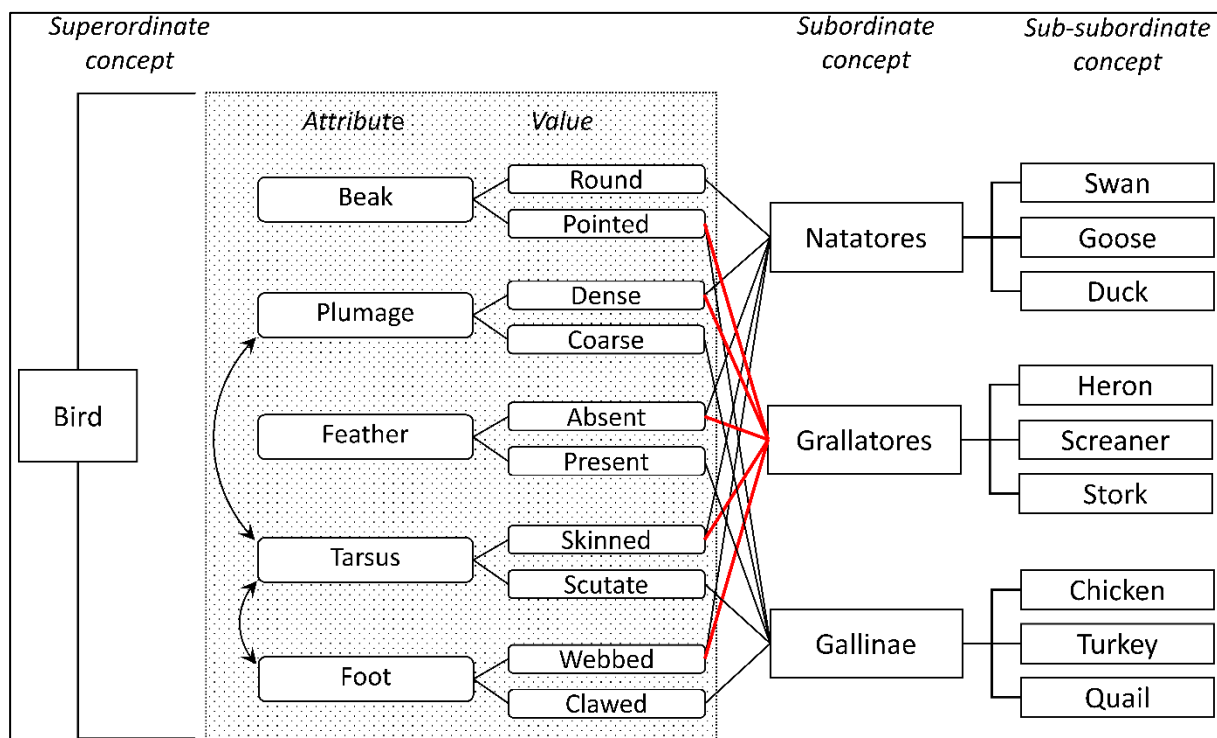 Superordinate
concept
Subordinate
concept
Sub-subordinate
concept
Attribute
Value
Bird
Beak
Round
Pointed
Plumage
Dense
Coarse
Feather
Absent
Present
Tarsus
Skinned
Scutate
Foot
Webbed
Clawed
Natatores
Grallatores
Gallinae
Swan
Goose
Duck
Heron
Screaner
Stork
Chicken
Turkey
Quail